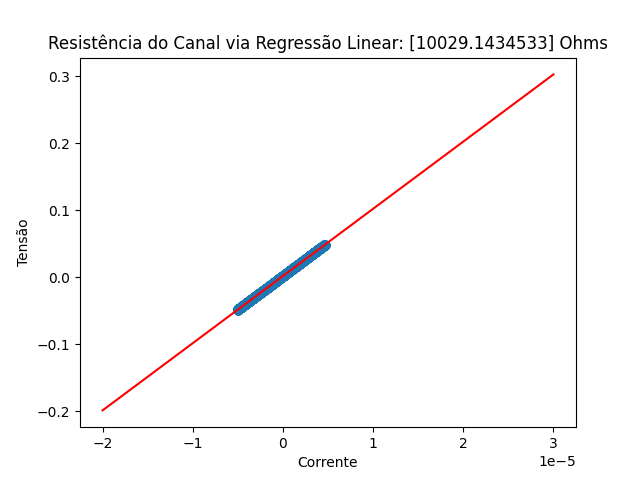 Resistência do Canal via Regressão Linear: [10029.1434533] Ohms
0.3
0.2
0.1
0.0
−0.1
−0.2
Tensão
−2 −1 0 1 2 3
1e−5
Corrente